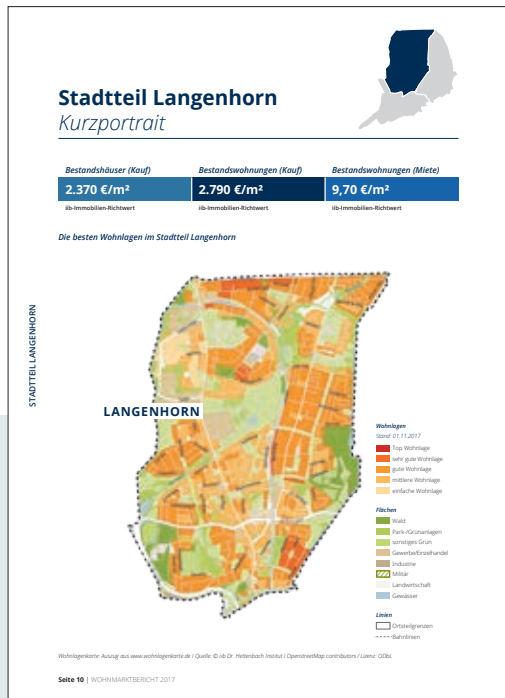 Stadtteil Langenhorn
Kurzportrait
Bestandshäuser (Kauf)
2.370 €/m²
iib-Immobilien-Richtwert
Bestandswohnungen (Kauf)
2.790 €/m²
iib-Immobilien-Richtwert
Bestandswohnungen (Miete)
9,70 €/m²
iib-Immobilien-Richtwert
Die besten Wohnlagen im Stadtteil Langenhorn
STADTTEIL LANGENHORN
LANGENHORN
Wohnlagen
Stand: 01.11.2017
Top Wohnlage
sehr gute Wohnlage
gute Wohnlage
mittlere Wohnlage
einfache Wohnlage
Flächen
Wald
Park-/Grünanlagen
sonstiges Grün
Gewerbe/Einzelhandel
Industrie
Militär
Landwirtschaft
Gewässer
Linien
Ortsteilgrenzen
Bahnlinien
Wohnlagenkarte: Auszug aus www.wohnlagenkarte.de I Quelle: © iib Dr. Hettenbach Institut I OpenstreetMap contributors / Lizenz: ODbL
Seite 10 | WOHNMARKTBERICHT 2017